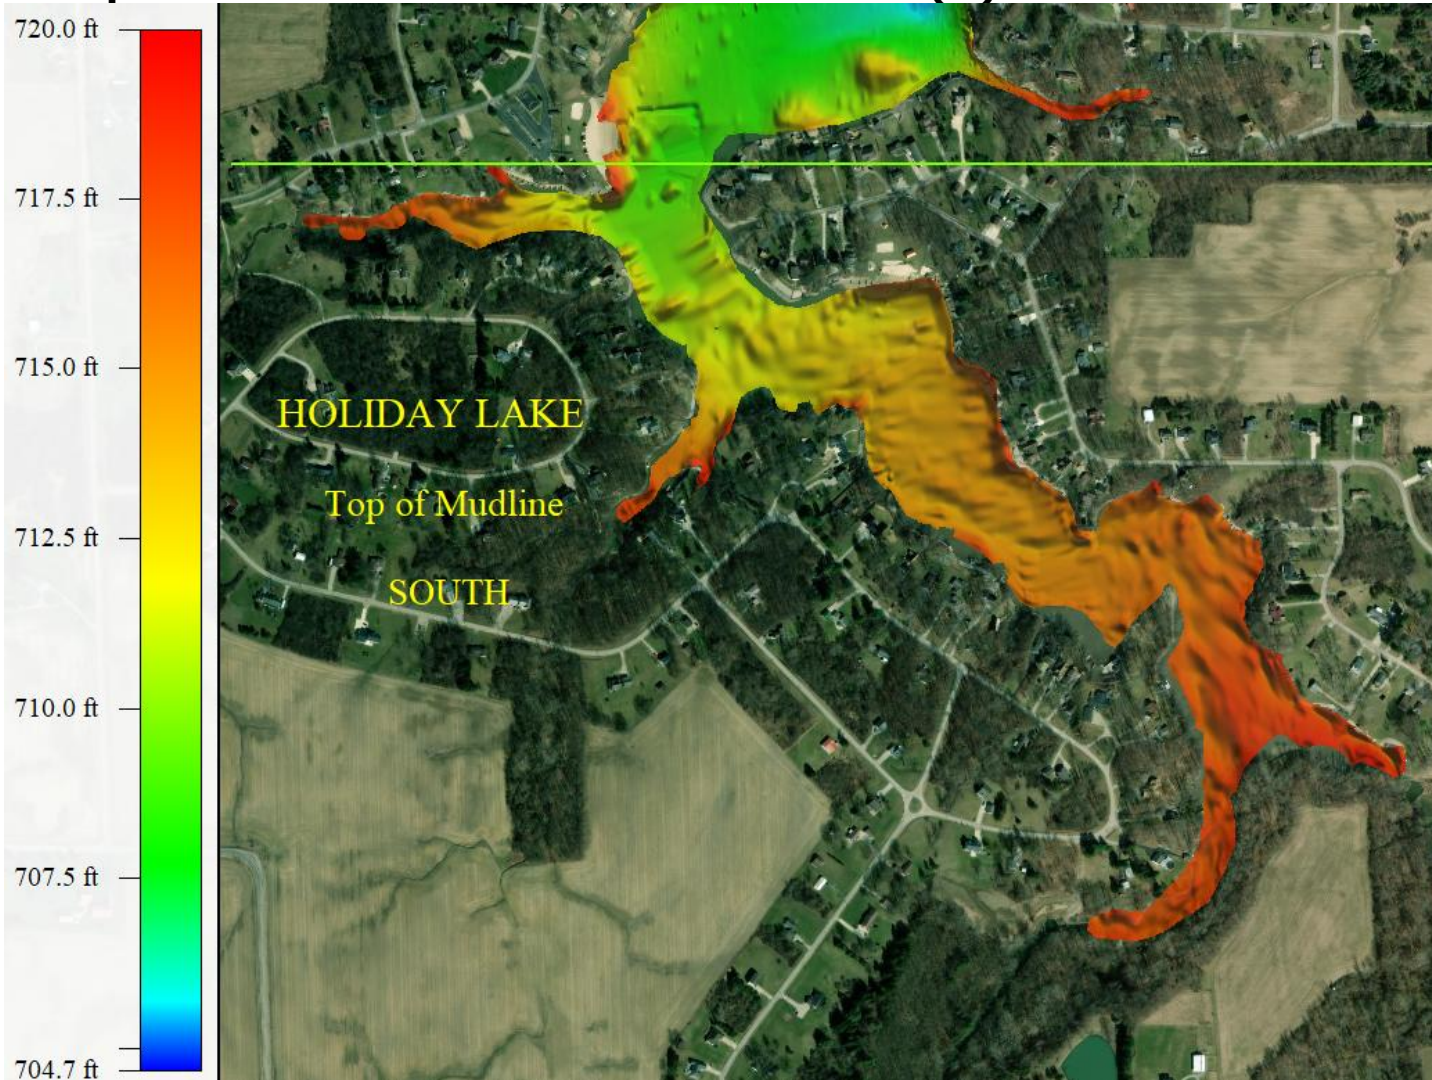 720.0 ft
717.5 ft
715.0 ft
712.5 ft
710.0 ft
707.5 ft
704.7 ft
HOLIDAY LAKE
Top of Mudline
SOUTH